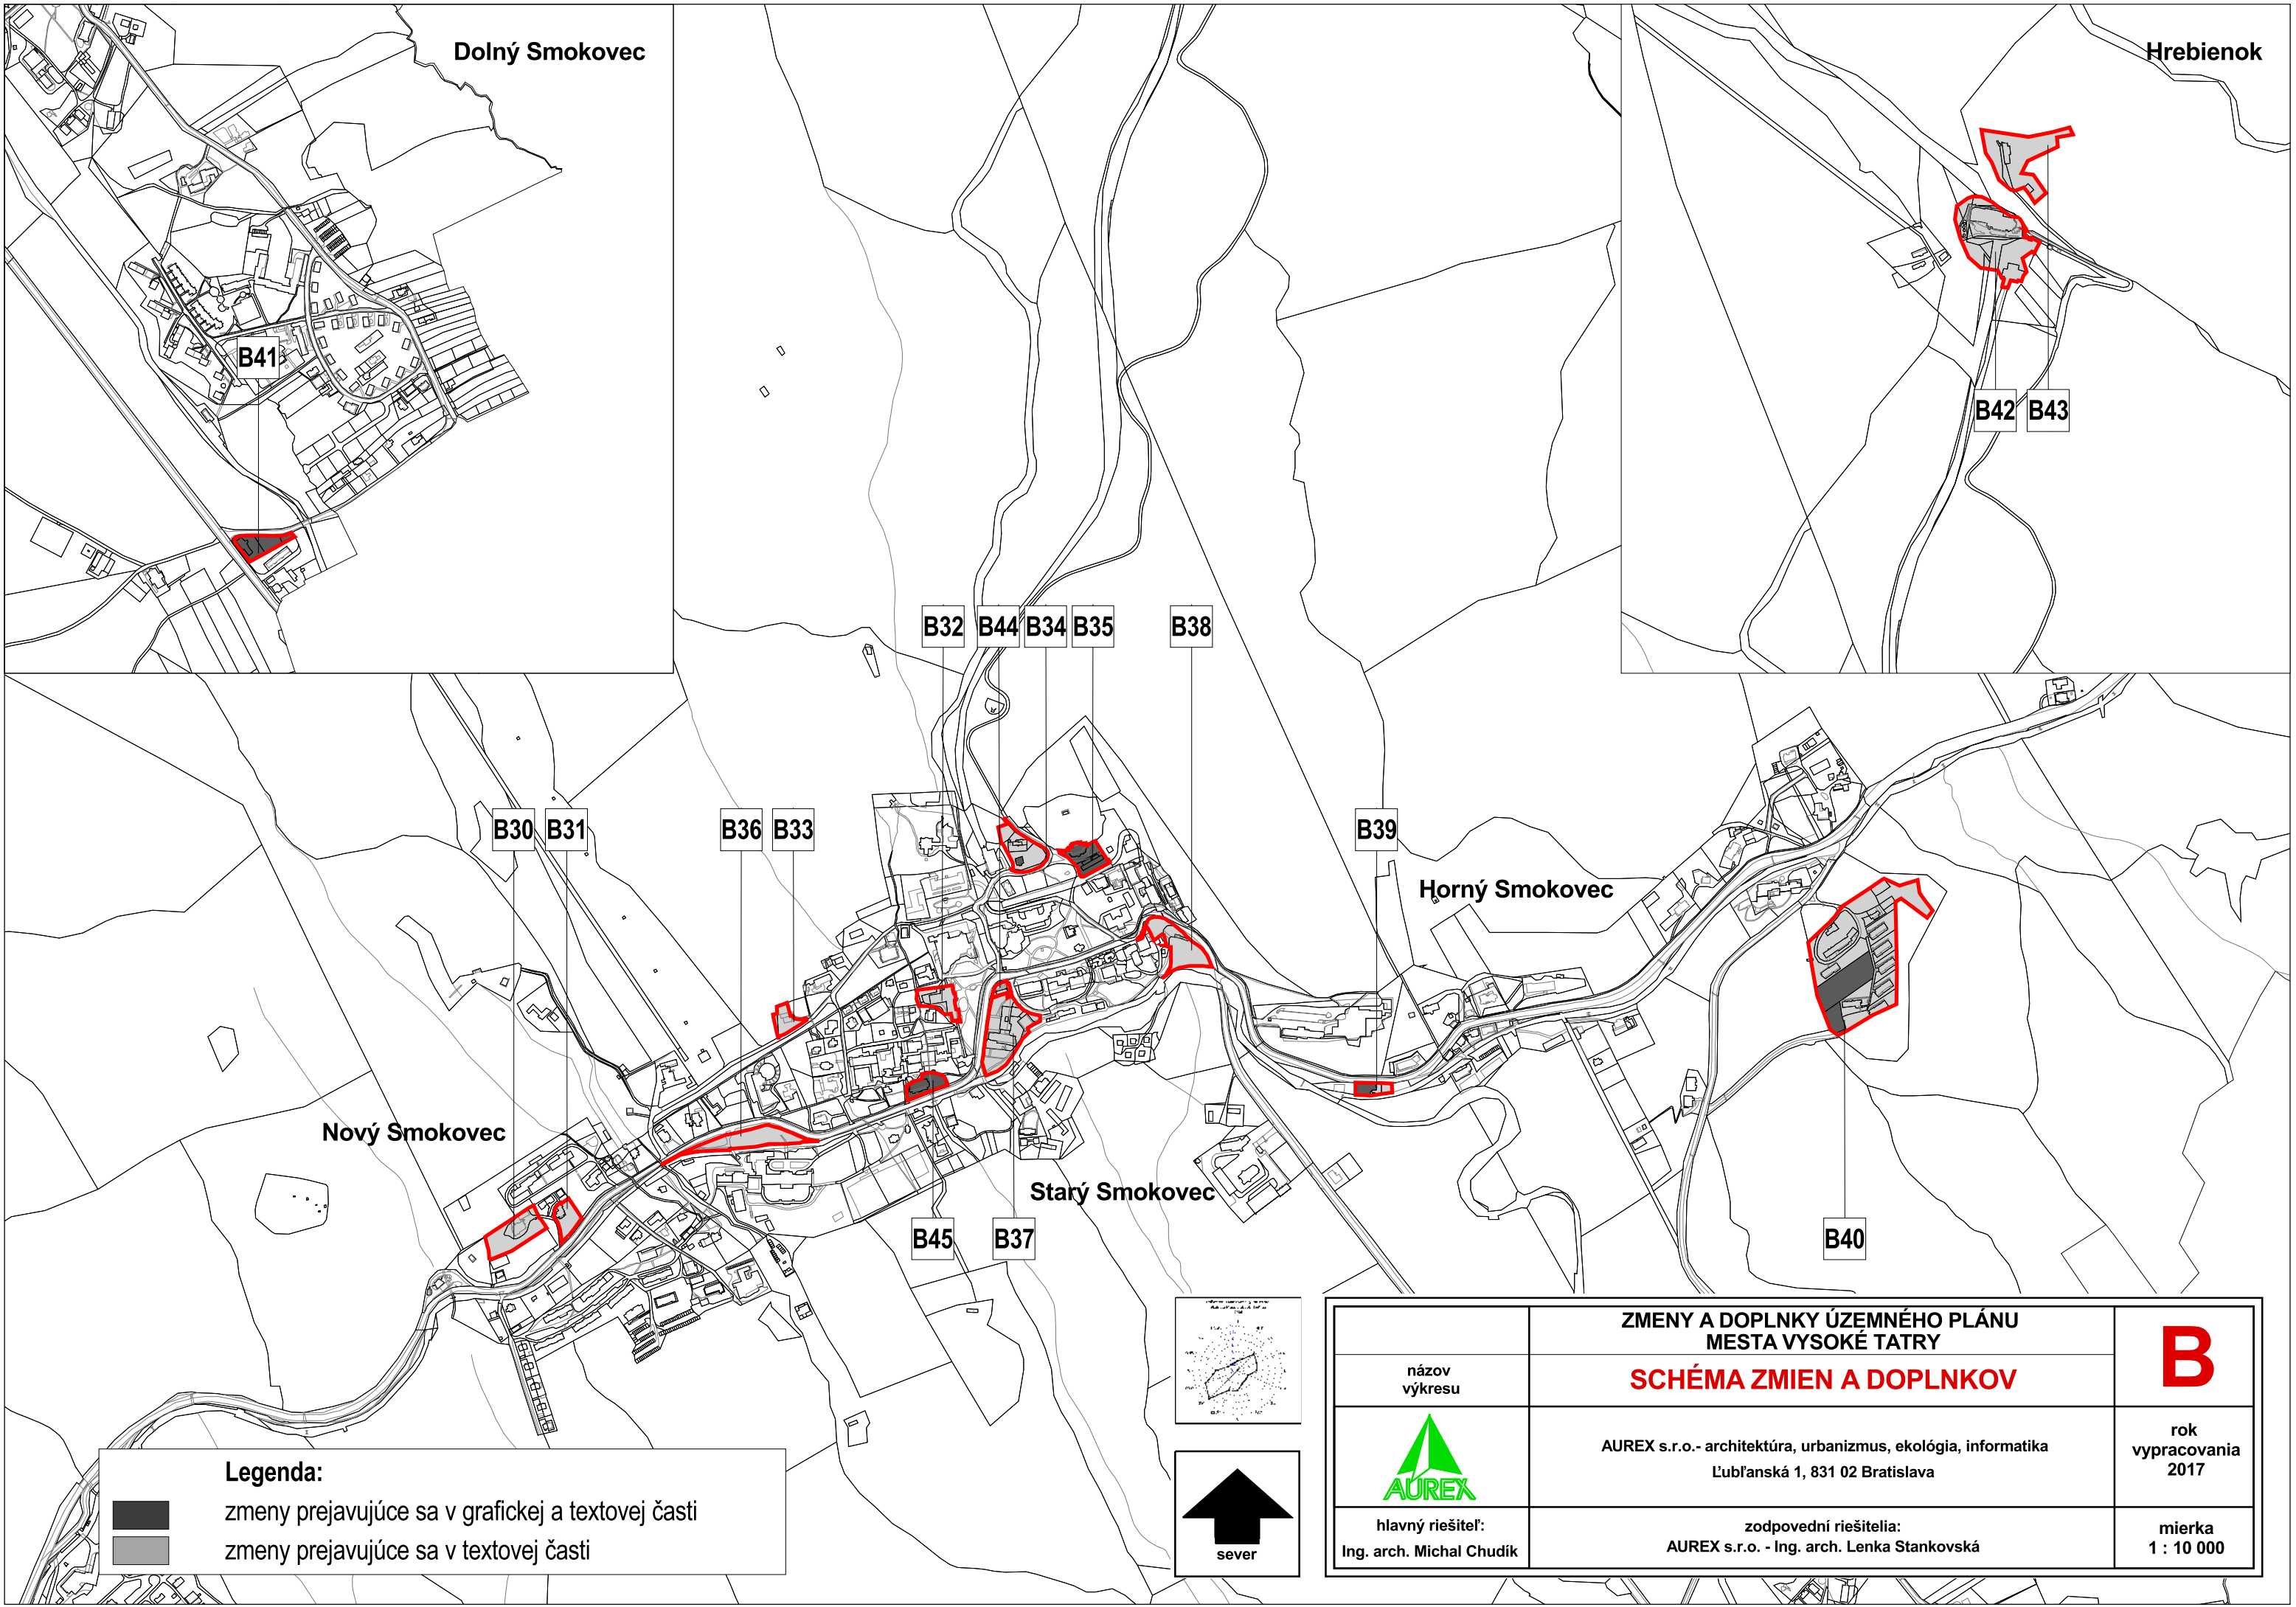 Dolný Smokovec
Hrebienok
B41
B42
B43
B32
B44
B34
B35
B38
B30
B31
B36
B33
B39
Horný Smokovec
Nový Smokovec
Starý Smokovec
B45
B37
B40
Legenda:
zmeny prejavujúce sa v grafickej a textovej časti
zmeny prejavujúce sa v textovej časti
sever
ZMENY A DOPLNKY ÚZEMNÉHO PLÁNU
MESTA VYSOKÉ TATRY
názov
výkresu
SCHÉMA ZMIEN A DOPLNKOV
B
AUREX
AUREX s.r.o.- architektúra, urbanizmus, ekológia, informatika
Ľubľanská 1, 831 02 Bratislava
rok
vypracovania
2017
hlavný riešiteľ:
Ing. arch. Michal Chudík
zodpovední riešitelia:
AUREX s.r.o. - Ing. arch. Lenka Stankovská
mierka
1 : 10 000